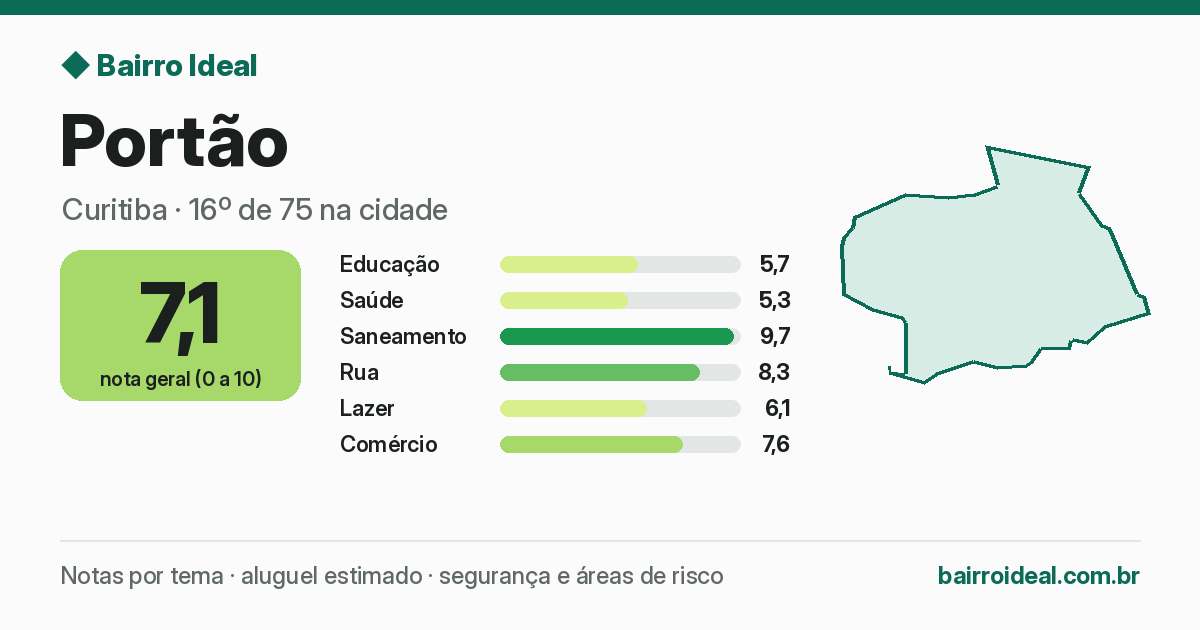 Bairro Ideal
Portão
Curitiba · 16º de 75 na cidade
7,1
nota geral (0 a 10)
Educação 5,7
Saúde 5,3
Saneamento 9,7
Rua 8,3
Lazer 6,1
Comércio 7,6
Notas por tema · aluguel estimado · segurança e áreas de risco
bairroideal.com.br